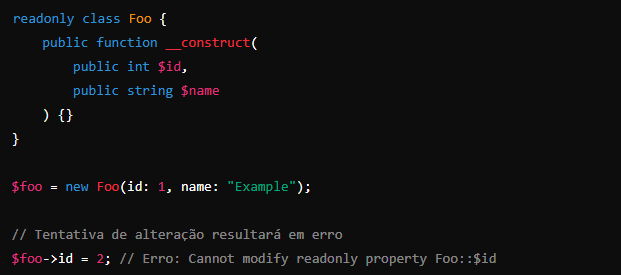 readonly class Foo {
    public function __construct(
        public int $id,
        public string $name
    ) {}
}

$foo = new Foo(id: 1, name: "Example");

// Tentativa de alteração resultará em erro
$foo->id = 2; // Erro: Cannot modify readonly property Foo::$id